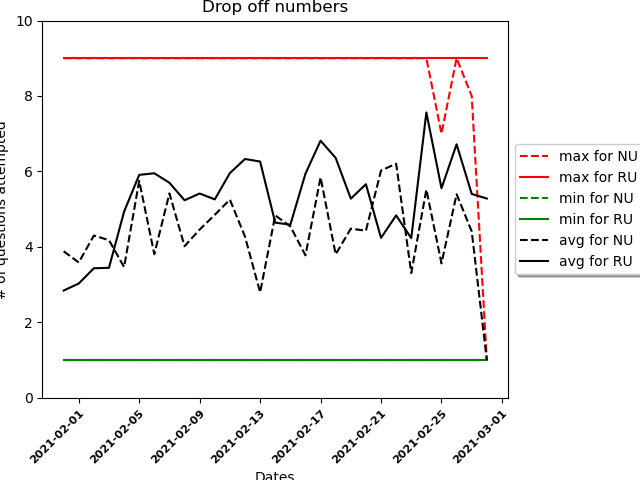 Drop off numbers
10
8
6
4
2
0
# of questions attempted
2021-02-01
2021-02-05
2021-02-09
2021-02-13
2021-02-17
2021-02-21
2021-02-25
2021-03-01
Dates
max for NU
max for RU
min for NU
min for RU
avg for NU
avg for RU